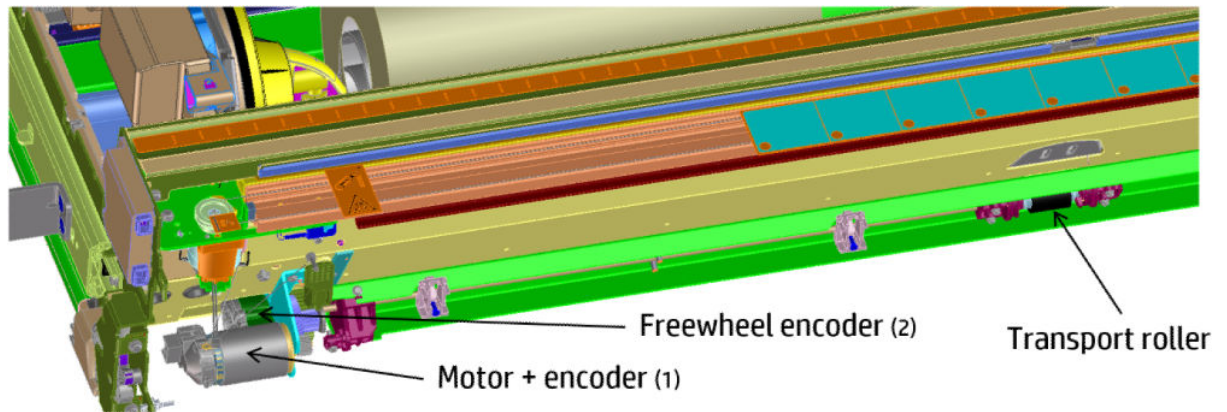 Freewheel encoder (2)
Transport roller
Motor + encoder (1)